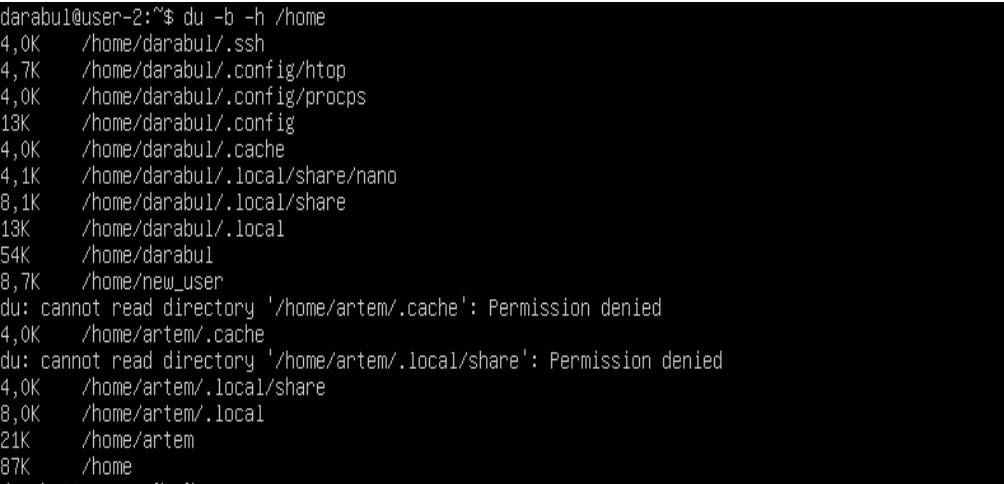 darabul@user-2:~$ du -b -h /home
4,0K /home/darabul/.ssh
4,7K /home/darabul/.config/htop
4,0K /home/darabul/.config/procps
13K /home/darabul/.config
4,0K /home/darabul/.cache
4,1K /home/darabul/.local/share/nano
8,1K /home/darabul/.local/share
13K /home/darabul/.local
54K /home/darabul
8,7K /home/new_user
du: cannot read directory '/home/artem/.cache': Permission denied
4,0K /home/artem/.cache
du: cannot read directory '/home/artem/.local/share': Permission denied
4,0K /home/artem/.local/share
8,0K /home/artem/.local
21K /home/artem
87K /home